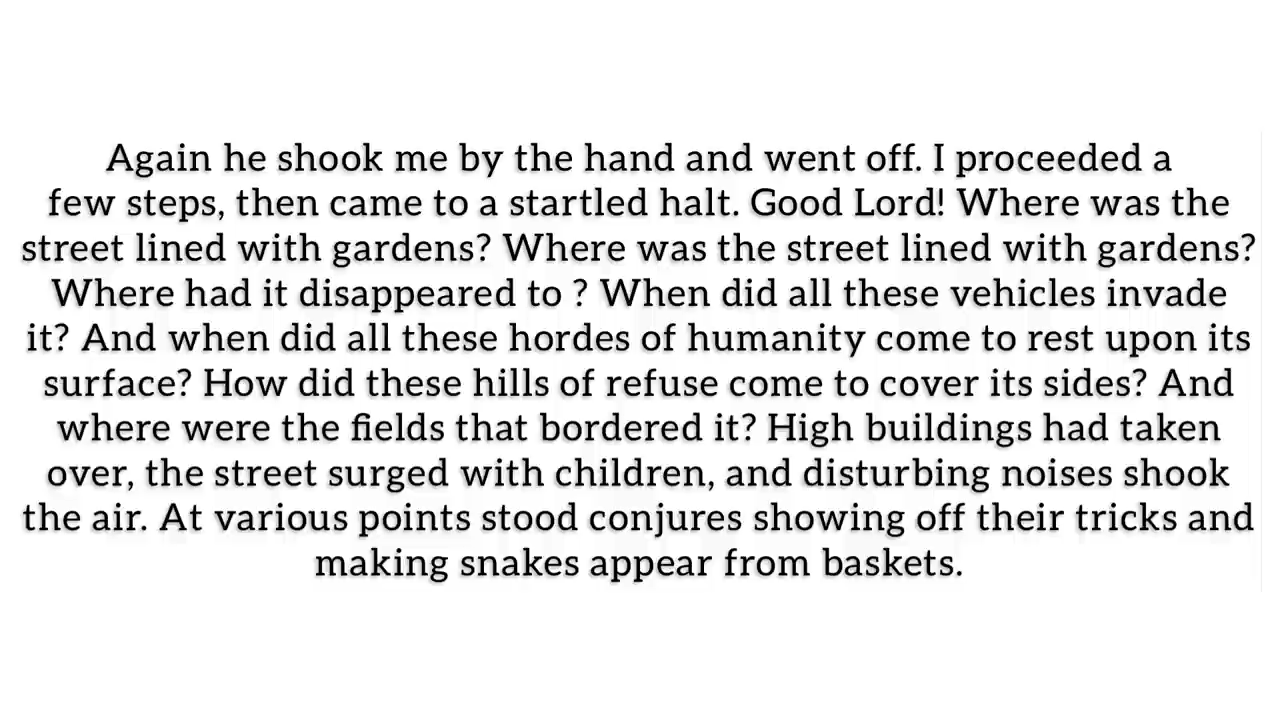 Again he shook me by the hand and went off. I proceeded a
few steps, then came to a startled halt. Good Lord! Where was the
street lined with gardens? Where was the street lined with gardens?
Where had it disappeared to ? When did all these vehicles invade
it? And when did all these hordes of humanity come to rest upon its
surface? How did these hills of refuse come to cover its sides? And
where were the fields that bordered it? High buildings had taken
over, the street surged with children, and disturbing noises shook
the air. At various points stood conjures showing off their tricks and
making snakes appear from baskets.